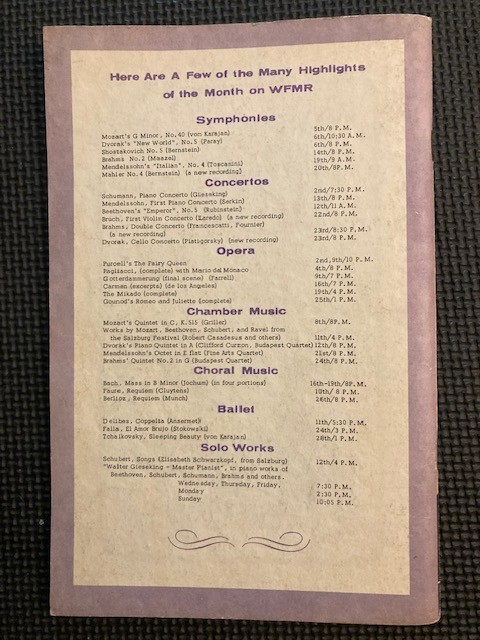 Here Are A Few of the Many Highlights
of the Month on WFMR
Symphonies
Mozart's G Minor, No. 40 (von Karajan) 5th/8 P.M.
Dvorak's "New World", No. 5 (Paray) 6th/10:30 A.M.
Shostakovich No. 5 (Bernstein) 6th/8 P.M.
Brahms No.2 (Maazel) 14th/8 P.M.
Mendelssohn's "Italian", No. 4 (Toscanini) 19th/9 A.M.
Mahler No. 4 (Bernstein) (a new recording) 20th/8P.M.
Concertos
Schumann, Piano Concerto (Gieseking) 2nd/7:30 P.M.
Mendelssohn, First Piano Concerto (Serkin) 13th/8 P.M.
Beethoven's "Emperor", No. 5 (Rubinstein) 12th/11 A.M.
Bruch, First Violin Concerto (Laredo) (a new recording) 22nd/8 P.M.
Brahms, Double Concerto (Francescatti, Fournier)
(a new recording) 23rd/8:30 P.M.
Dvorak, Cello Concerto (Piatigorsky) (new recording) 23rd/8 P.M.
Opera
Purcell's The Fairy Queen 2nd,9th/10 P.M.
Pagliacci, (complete) with Mario del Monaco 4th/8 P.M.
Gotterdammerung (final scene) (Farrell) 9th/7 P.M.
Carmen (excerpts) (de los Angeles) 16th/7 P.M.
The Mikado (complete) 19th/4 P.M.
Gounod's Romeo and Juliette (complete) 25th/1 P.M.
Chamber Music
Mozart's Quintet in C, K.515 (Griller) 8th/8P.M.
Works by Mozart, Beethoven, Schubert, and Ravel from
the Salzburg Festival (Robert Casadesus and others) 11th/4 P.M.
Dvorak's Piano Quintet in A (Clifford Curzon, Budapest Quartet) 12th/8 P.M.
Mendelssohn's Octet in E flat (Fine Arts Quartet) 21st/8 P.M.
Brahms' Quintet No. 2 in G (Budapest Quartet) 24th/8 P.M.
Choral Music
Bach, Mass in B Minor (Jochum) (in four portions) 16th-19th/8P.M.
Faure, Requiem (Cluytens) 10th/ 8 P.M.
Berlioz, Requiem (Munch) 26th/8 P.M.
Ballet
Delibes, Coppelia (Ansermet) 11th/5:30 P.M.
Falla, El Amor Brujo (Stokowski) 24th/3 P.M.
Tchaikovsky, Sleeping Beauty (von Karajan) 28th/1 P.M.
Solo Works
Schubert, Songs (Elisabeth Schwarzkopf, from Salzburg) 12th/4 P.M.
"Walter Gieseking - Master Pianist", in piano works of
Beethoven, Schubert, Schumann, Brahms and others.
Wednesday, Thursday, Friday, 7:30 P.M.
Monday 2:30 P.M.
Sunday 10:05 P.M.